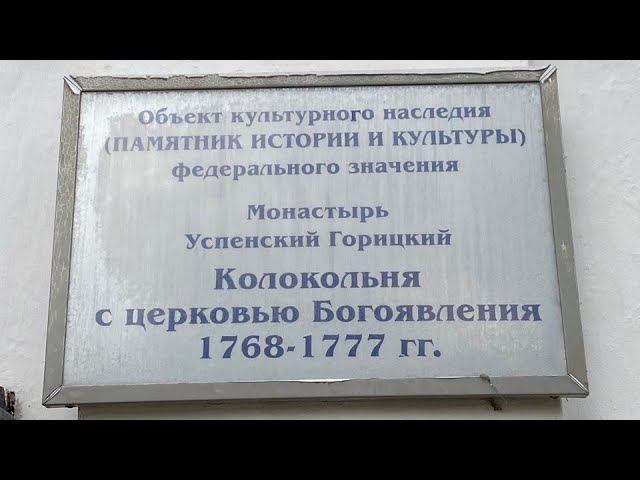 Объект культурного наследия
(ПАМЯТНИК ИСТОРИИ И КУЛЬТУРЫ)
федерального значения
Монастырь
Успенский Горицкий
Колокольня
с церковью Богоявления
1768-1777 гг.